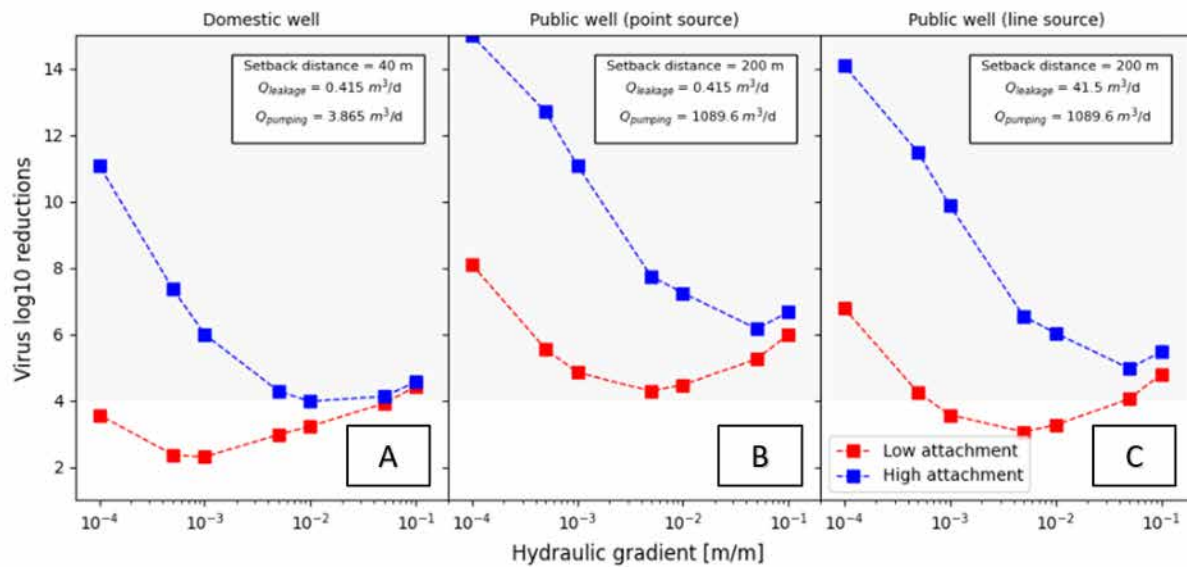 Domestic well
Public well (point source)
Public well (line source)
Virus log10 reductions
14
12
10
8
6
4
2
Setback distance = 40 m
Q_leakage = 0.415 m³/d
Q_pumping = 3.865 m³/d
Setback distance = 200 m
Q_leakage = 0.415 m³/d
Q_pumping = 1089.6 m³/d
Setback distance = 200 m
Q_leakage = 41.5 m³/d
Q_pumping = 1089.6 m³/d
A
B
C
Low attachment
High attachment
10⁻⁴ 10⁻³ 10⁻² 10⁻¹
10⁻⁴ 10⁻³ 10⁻² 10⁻¹
10⁻⁴ 10⁻³ 10⁻² 10⁻¹
Hydraulic gradient [m/m]